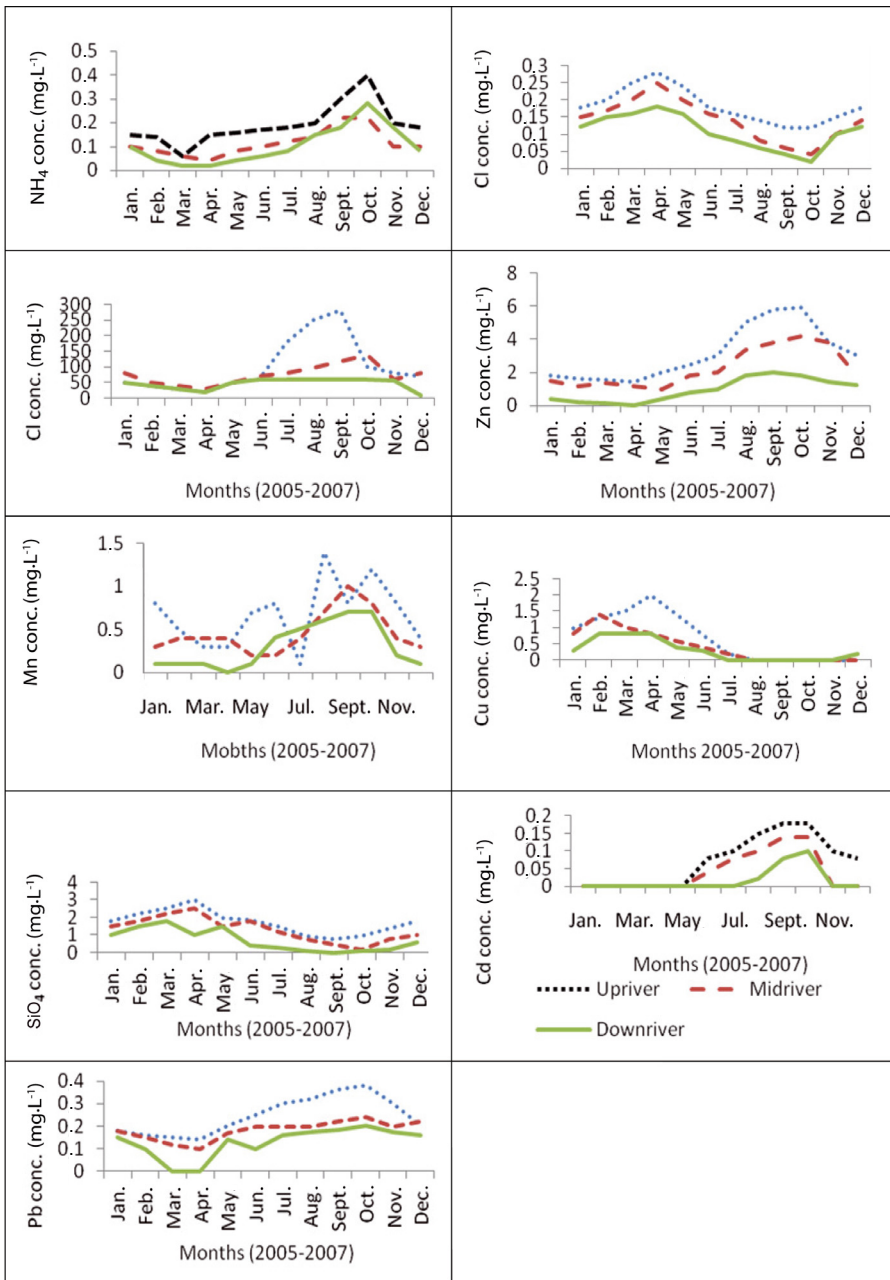 NH₄ conc. (mg·L⁻¹)
0.5
0.4
0.3
0.2
0.1
0
Jan. Feb. Mar. Apr. May Jun. Jul. Aug. Sept. Oct. Nov. Dec.
Cl conc. (mg·L⁻¹)
0.3
0.25
0.2
0.15
0.1
0.05
0
Jan. Feb. Mar. Apr. May Jun. Jul. Aug. Sept. Oct. Nov. Dec.
Cl conc. (mg·L⁻¹)
300
250
200
150
100
50
0
Jan. Feb. Mar. Apr. May Jun. Jul. Aug. Sept. Oct. Nov. Dec.
Months (2005-2007)
Zn conc. (mg·L⁻¹)
8
6
4
2
0
Jan. Feb. Mar. Apr. May Jun. Jul. Aug. Sept. Oct. Nov. Dec.
Months (2005-2007)
Mn conc. (mg·L⁻¹)
1.5
1
0.5
0
Jan. Mar. May Jul. Sept. Nov.
Mobths (2005-2007)
Cu conc. (mg·L⁻¹)
2.5
2
1.5
1
0.5
0
Jan. Feb. Mar. Apr. May Jun. Jul. Aug. Sept. Oct. Nov. Dec.
Months 2005-2007)
SiO₄ conc. (mg·L⁻¹)
4
3
2
1
0
Jan. Feb. Mar. Apr. May Jun. Jul. Aug. Sept. Oct. Nov. Dec.
Months (2005-2007)
Cd conc. (mg·L⁻¹)
0.2
0.15
0.1
0.05
0
Jan. Mar. May Jul. Sept. Nov.
Months (2005-2007)
Upriver Midriver
Downriver
Pb conc. (mg·L⁻¹)
0.4
0.3
0.2
0.1
0
Jan. Feb. Mar. Apr. May Jun. Jul. Aug. Sept. Oct. Nov. Dec.
Months (2005-2007)